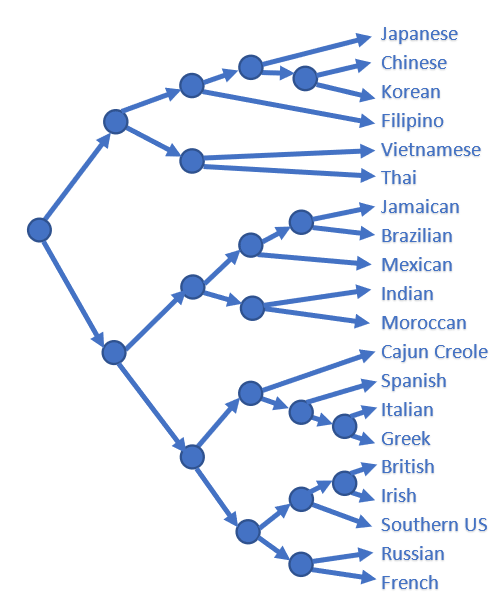 Japanese
Chinese
Korean
Filipino
Vietnamese
Thai
Jamaican
Brazilian
Mexican
Indian
Moroccan
Cajun Creole
Spanish
Italian
Greek
British
Irish
Southern US
Russian
French